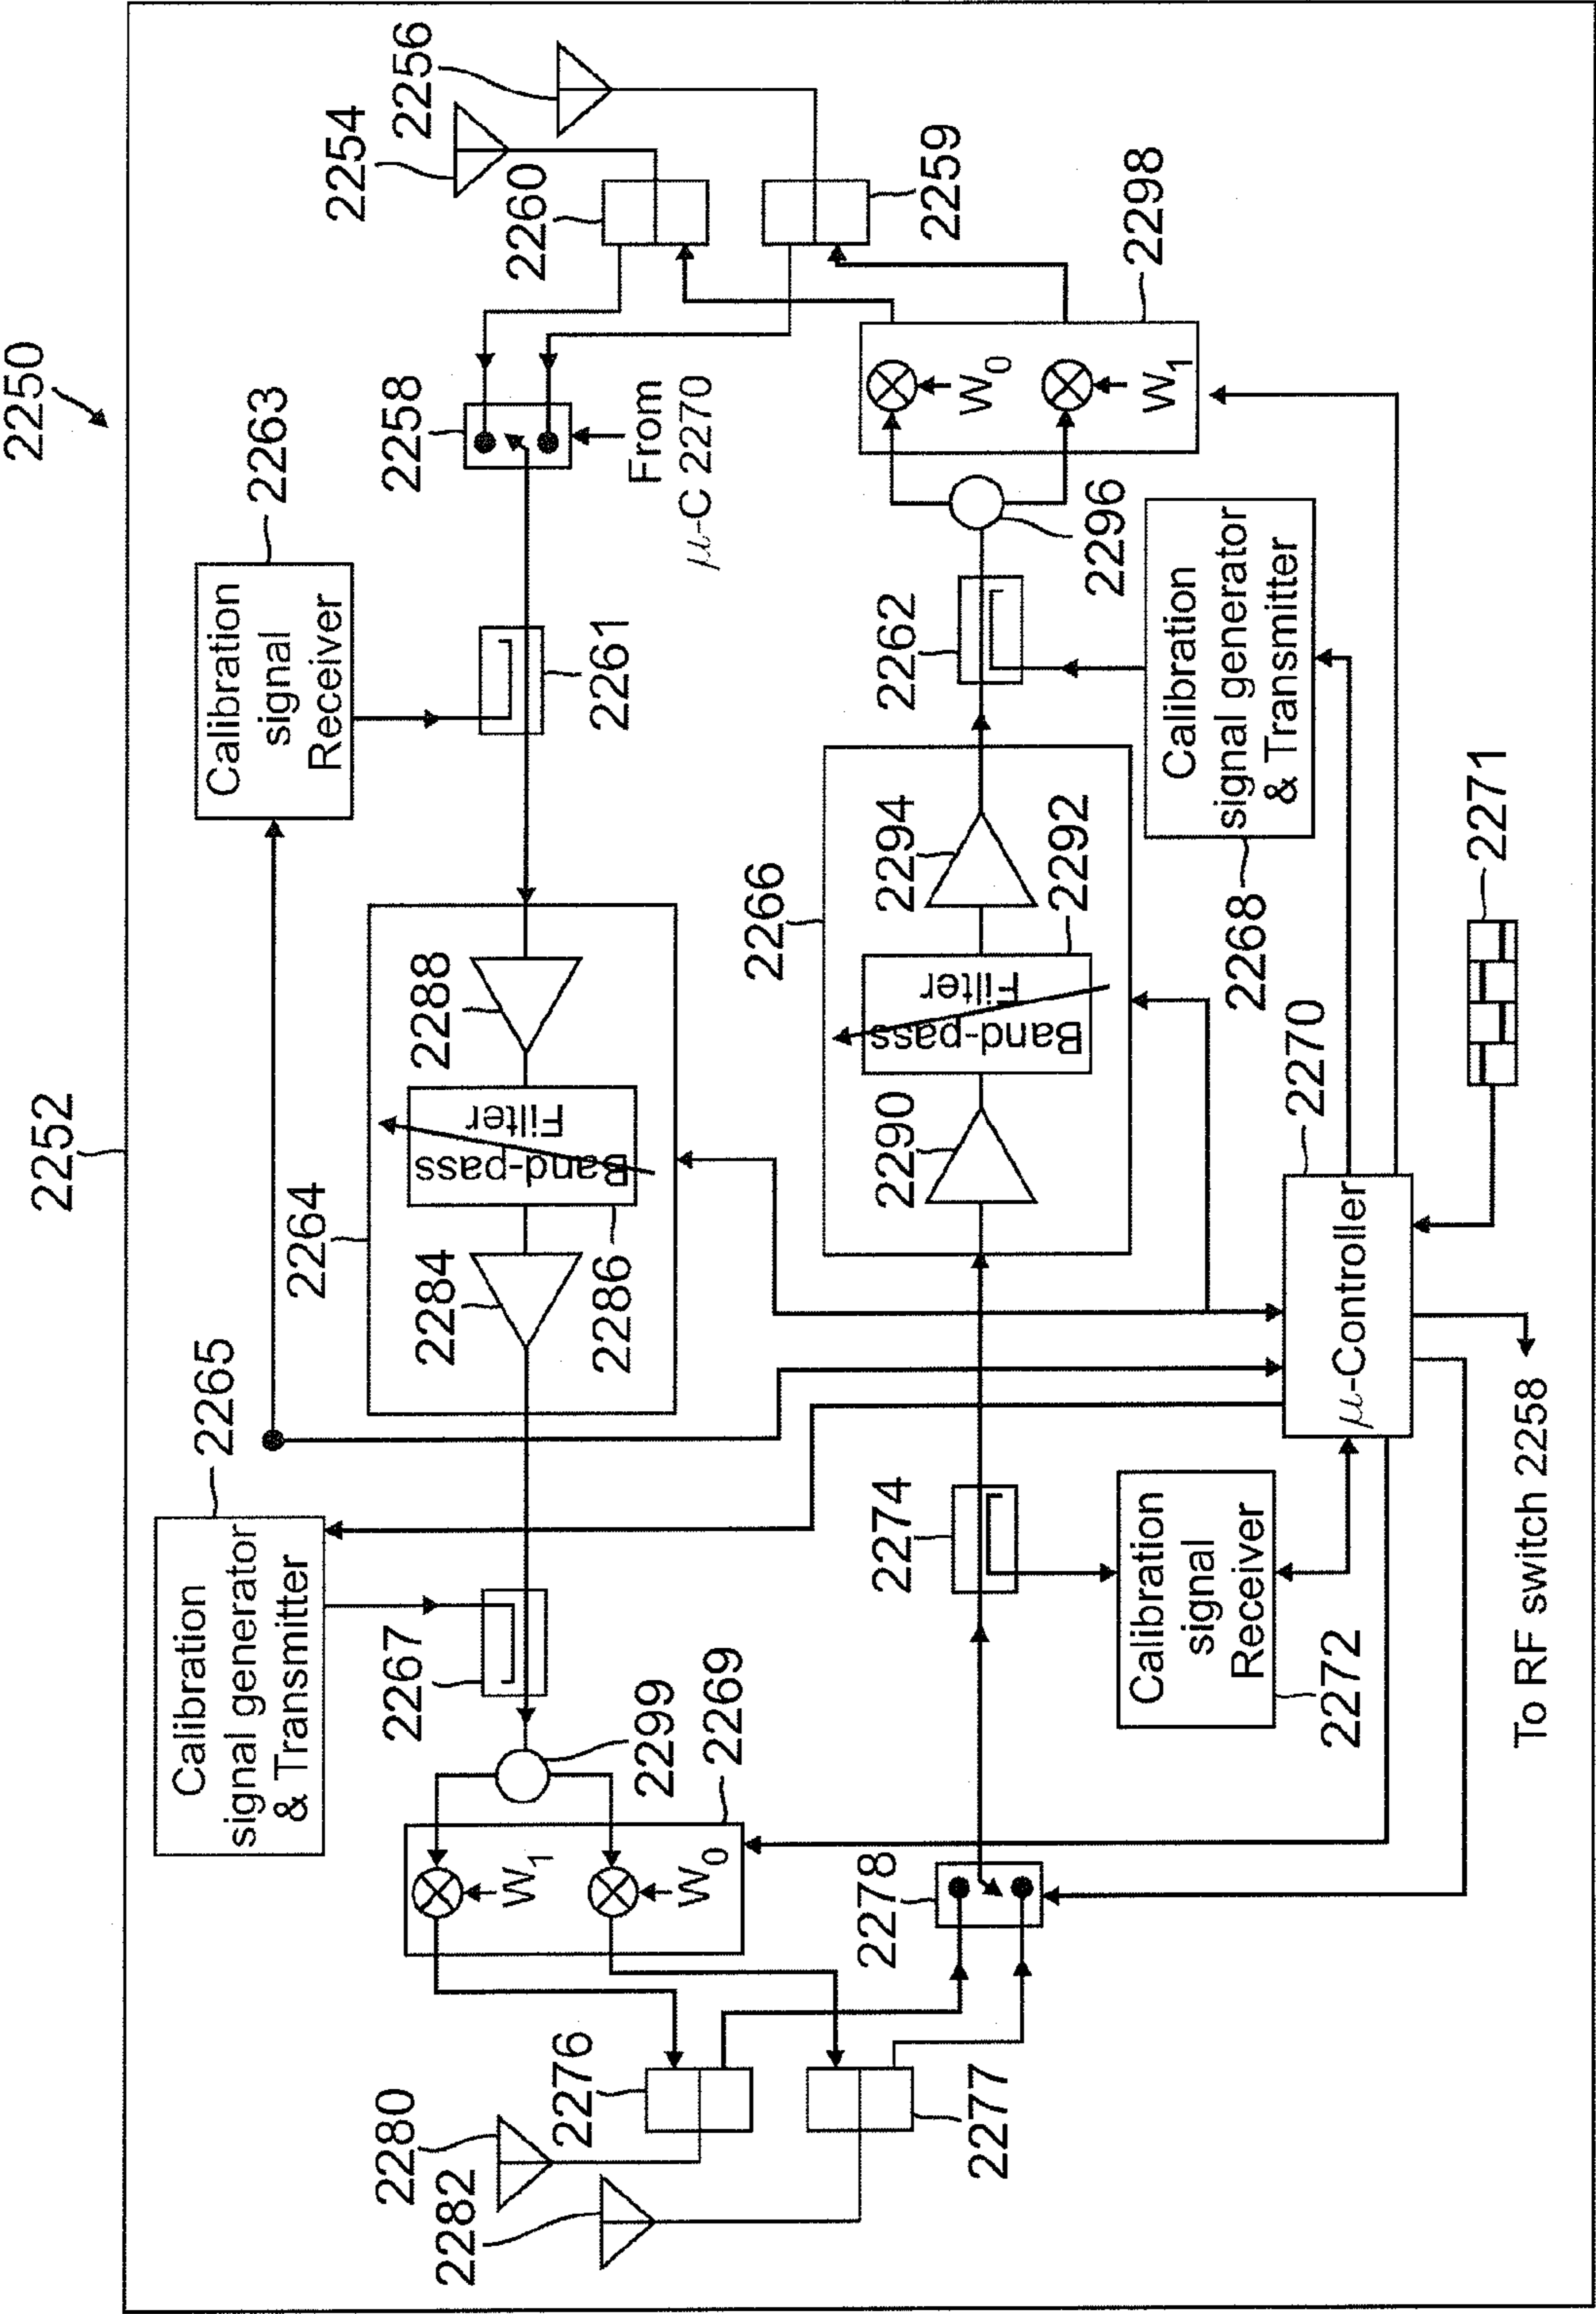 2250
2252
2265
Calibration
signal generator
& Transmitter
2263
Calibration
signal
Receiver
2254
2256
2260
2259
2258
From
μ-C 2270
2261
2264
2288
Band-pass
Filter
2284
2286
2267
2299
2269
W1
W0
2280
2282
2276
2277
2278
2274
Calibration
signal
Receiver
2272
2266
2290
Band-pass
Filter
2294
2292
2262
2296
2298
W0
W1
Calibration
signal generator
& Transmitter
2268
2270
μ-Controller
2271
To RF switch 2258